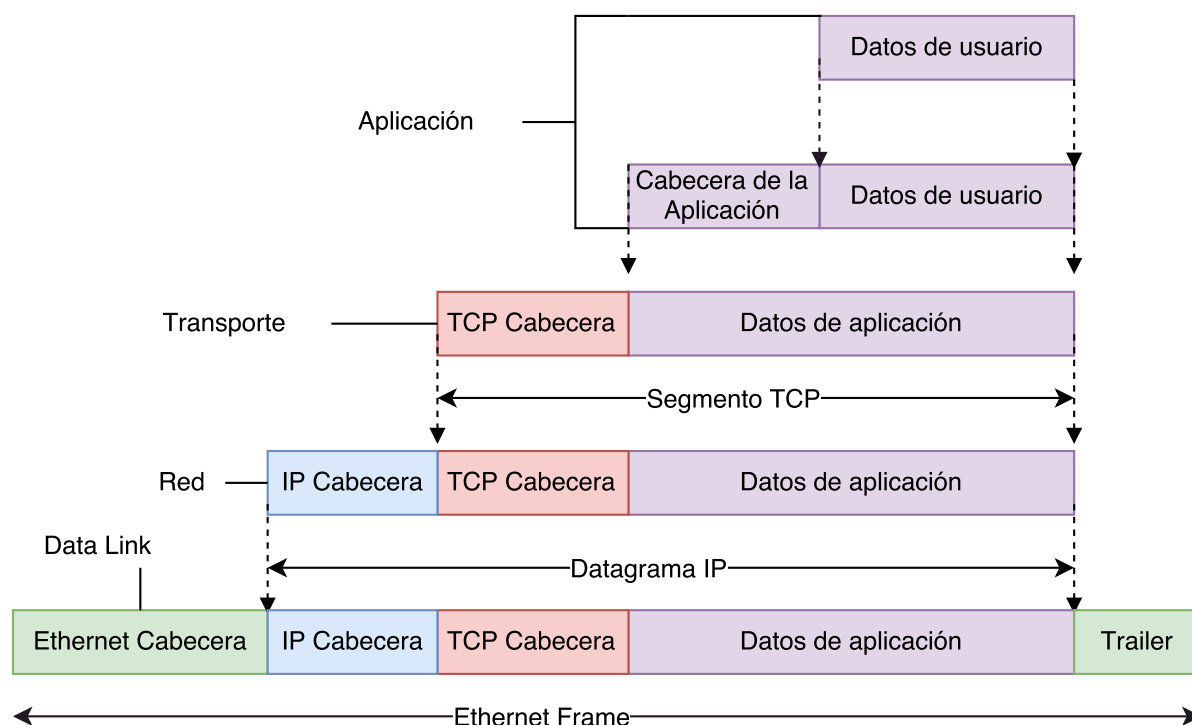 Datos de usuario
Aplicación
Cabecera de la
Aplicación
Datos de usuario
Transporte
TCP Cabecera
Datos de aplicación
Segmento TCP
Red
IP Cabecera
TCP Cabecera
Datos de aplicación
Data Link
Datagrama IP
Ethernet Cabecera
IP Cabecera
TCP Cabecera
Datos de aplicación
Trailer
Ethernet Frame